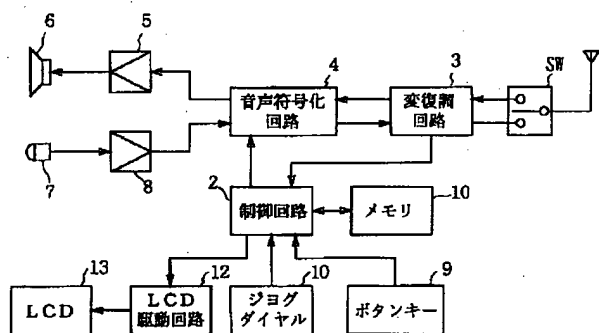 6
5
4
3
SW
音声符号化
回路
変復調
回路
7
8
2
制御回路
10
メモリ
13
LCD
12
LCD
駆動回路
10
ジヨグ
ダイヤル
9
ボタンキー